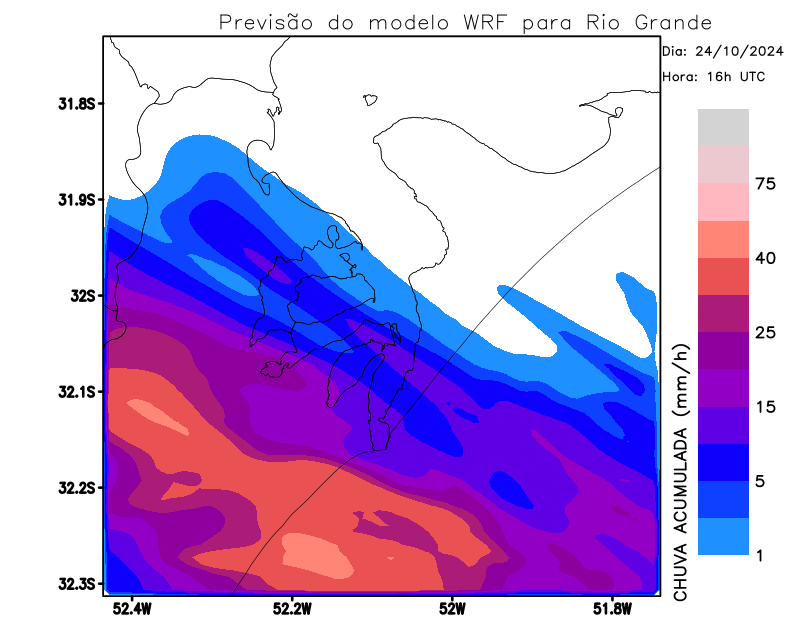 Previsão do modelo WRF para Rio Grande
Dia: 24/10/2024
Hora: 16h UTC
31.8S
31.9S
32S
32.1S
32.2S
32.3S
52.4W
52.2W
52W
51.8W
75
40
25
15
5
1
CHUVA ACUMULADA (mm/h)